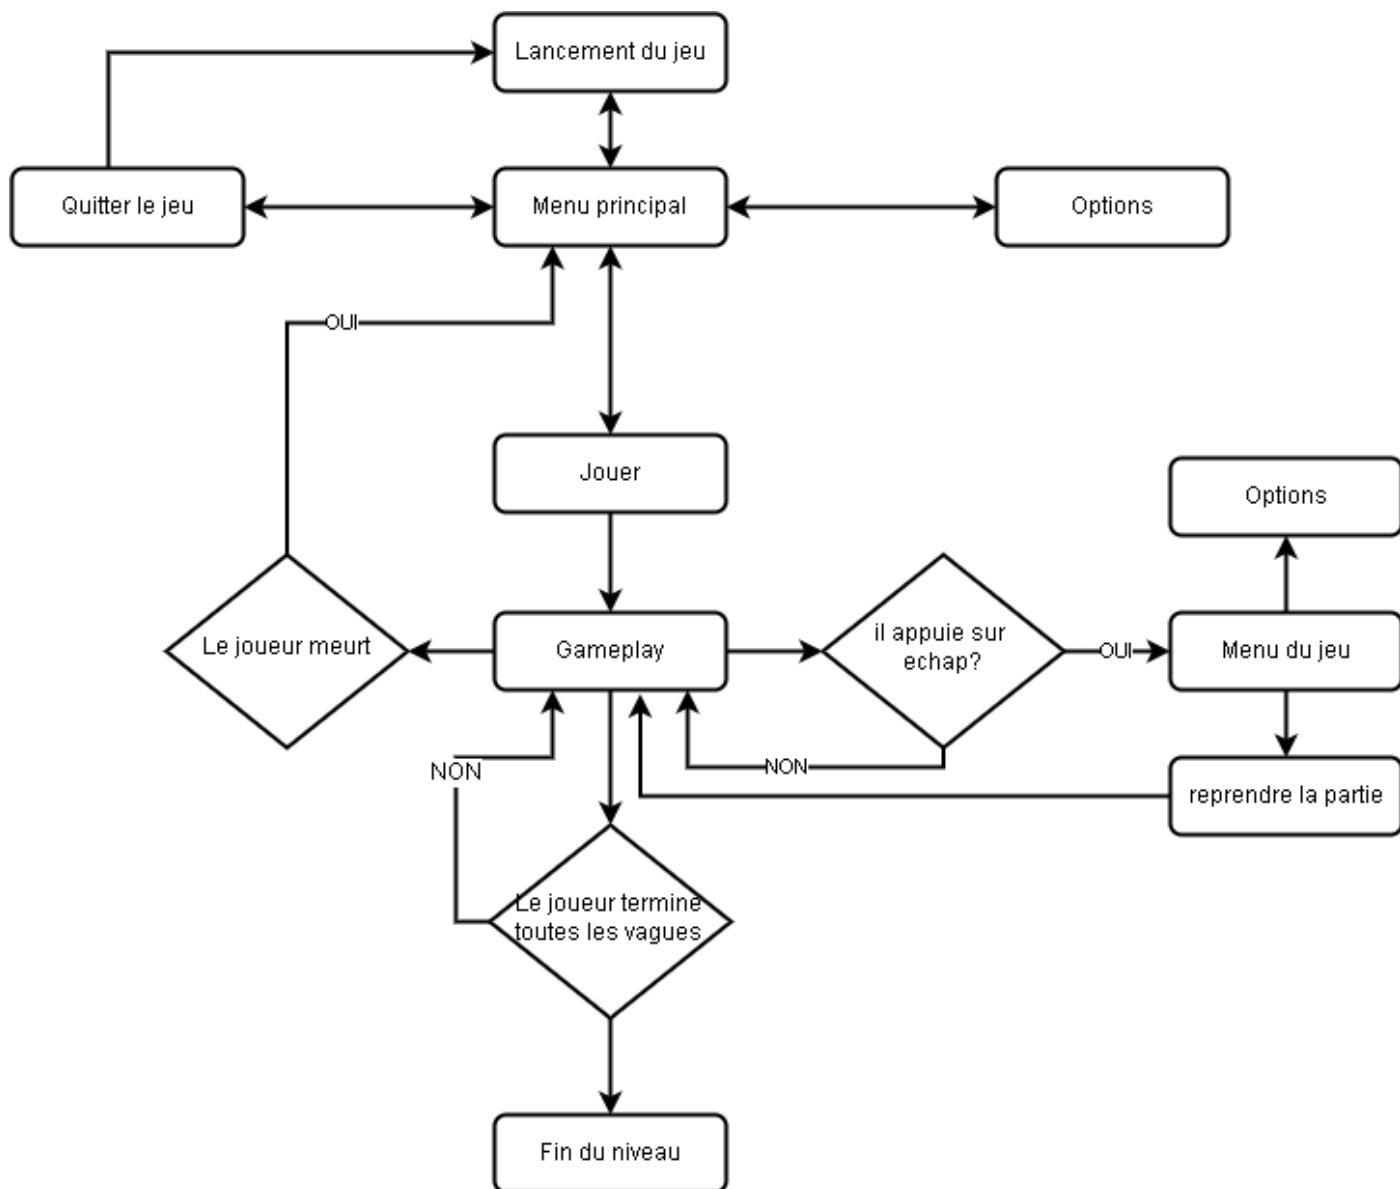 Lancement du jeu
Quitter le jeu
Menu principal
Options
OUI
Jouer
Options
Le joueur meurt
Gameplay
il appuie sur
echap?
OUI
Menu du jeu
NON
NON
reprendre la partie
Le joueur termine
toutes les vagues
Fin du niveau